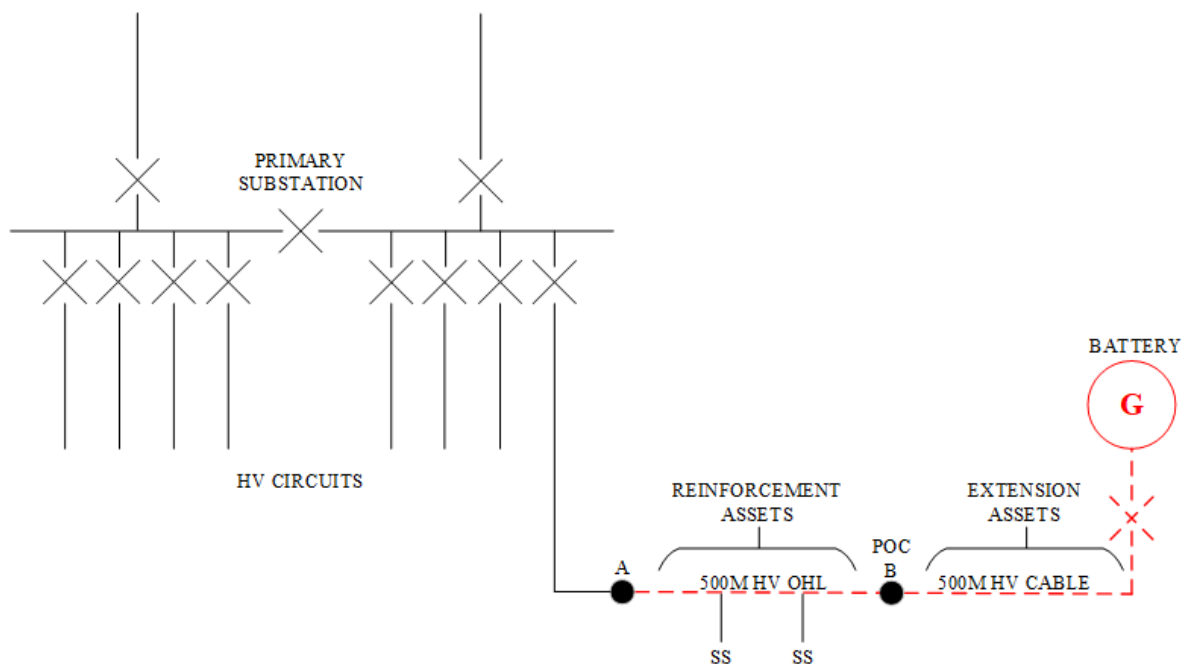 PRIMARY
SUBSTATION
HV CIRCUITS
BATTERY
G
REINFORCEMENT
ASSETS
EXTENSION
ASSETS
A
POC
B
500M HV OHL
500M HV CABLE
SS
SS